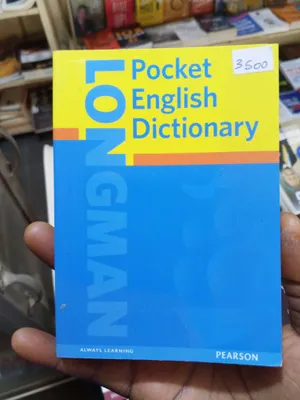 LONGMAN
Pocket
English
Dictionary
3500
ALWAYS LEARNING
PEARSON